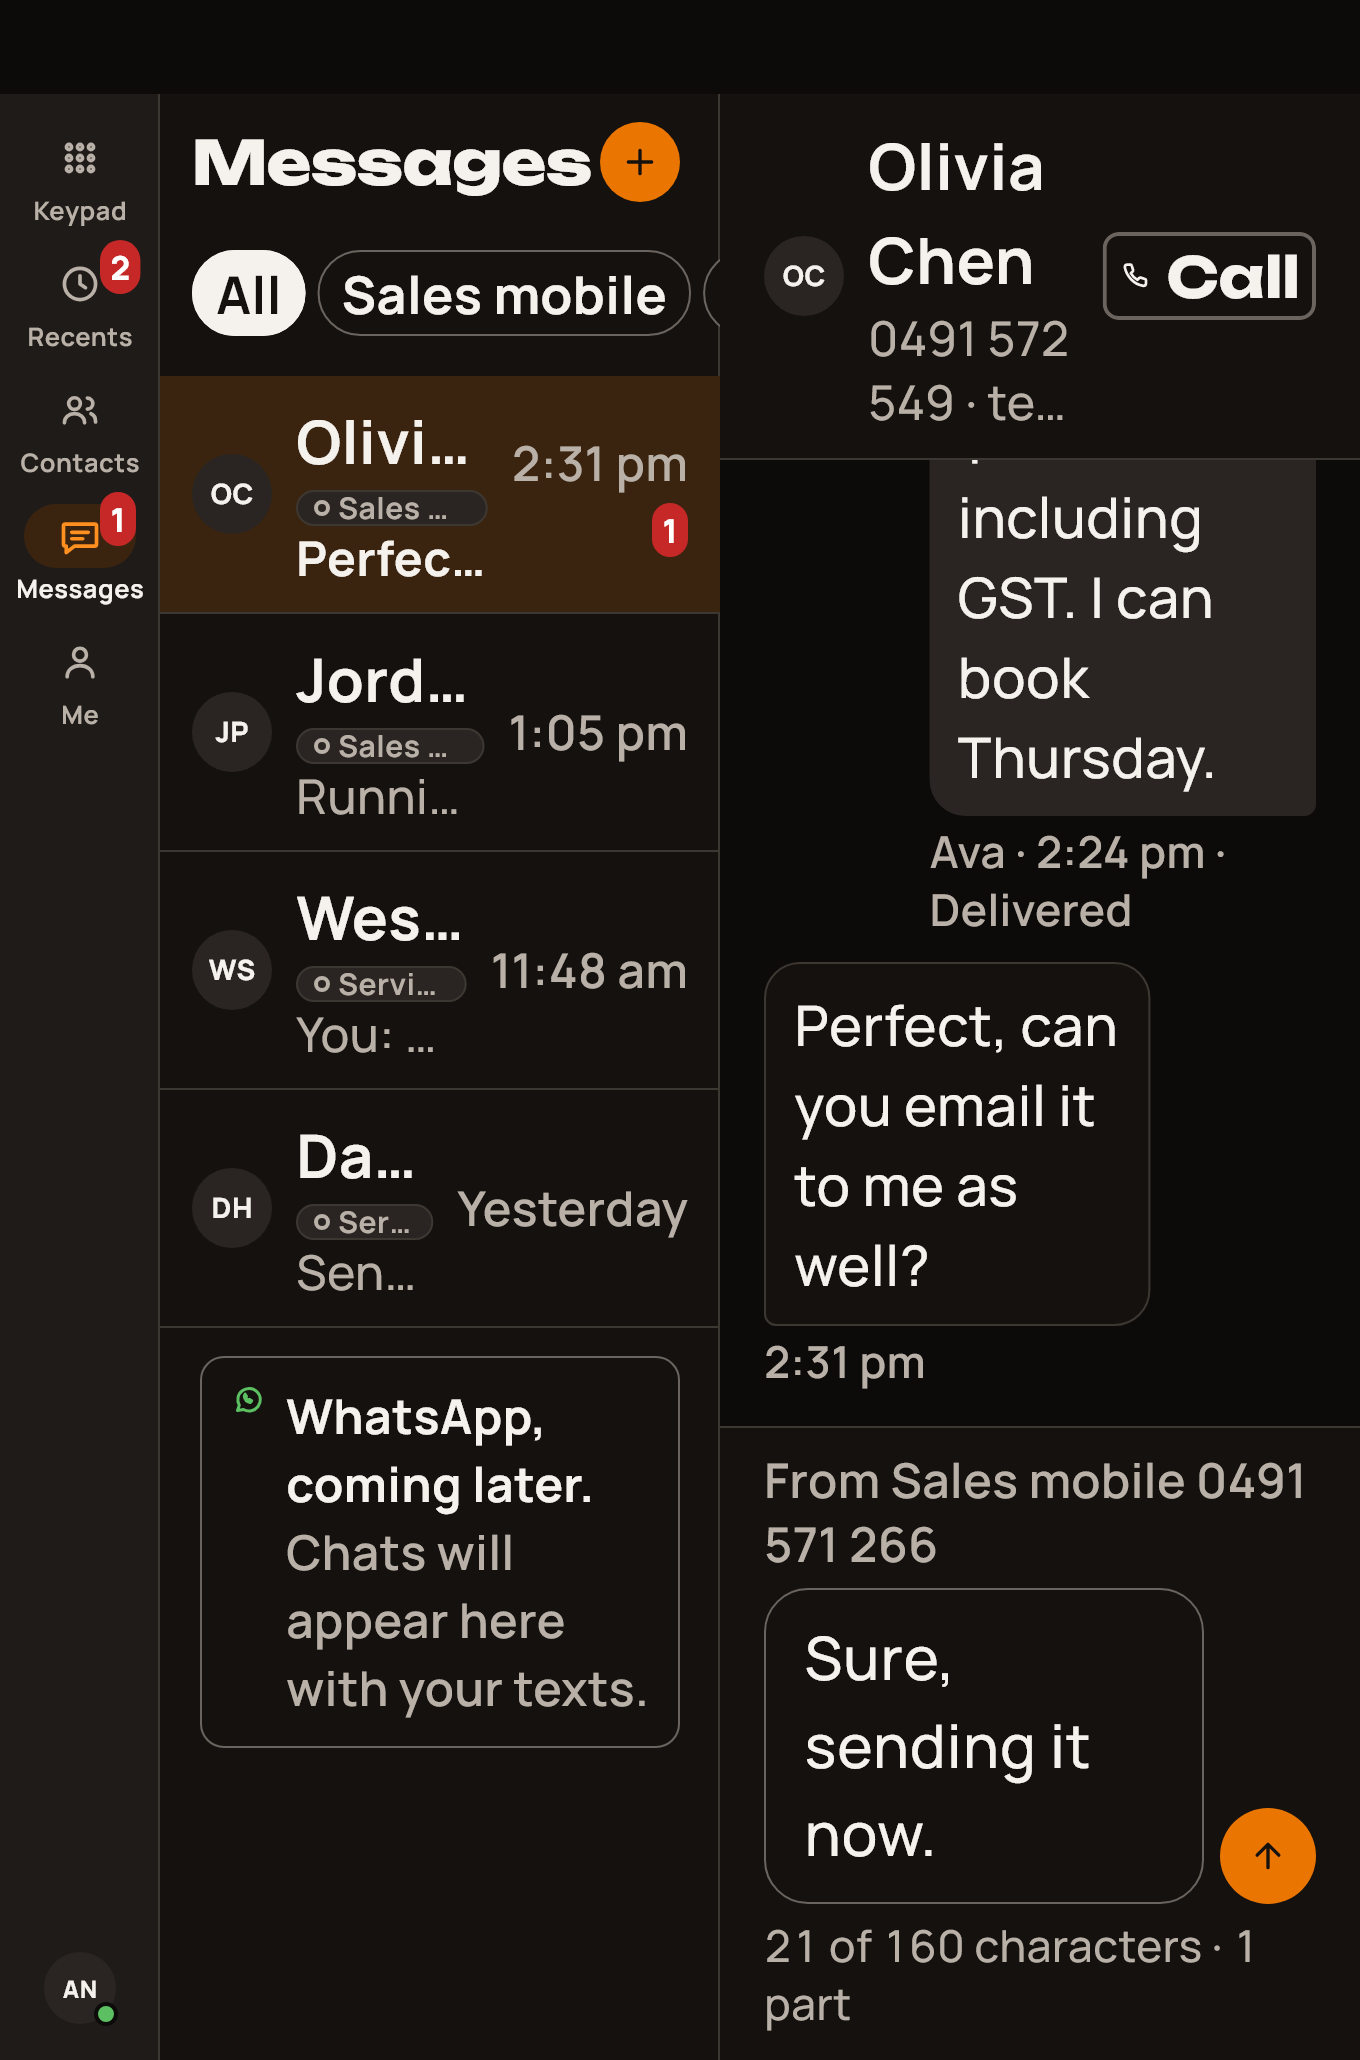 Keypad
2
Recents
Contacts
1
Messages
Me
AN
Messages
All
Sales mobile
OC
Olivi...
2:31 pm
Sales ...
1
Perfec...
JP
Jord...
1:05 pm
Sales ...
Runni...
WS
Wes...
11:48 am
Servi...
You: ...
DH
Da...
Yesterday
Ser...
Sen...
WhatsApp,
coming later.
Chats will
appear here
with your texts.
OC
Olivia
Chen
0491 572
549 · te...
Call
including
GST. I can
book
Thursday.
Ava · 2:24 pm ·
Delivered
Perfect, can
you email it
to me as
well?
2:31 pm
From Sales mobile 0491
571 266
Sure,
sending it
now.
21 of 160 characters · 1
part